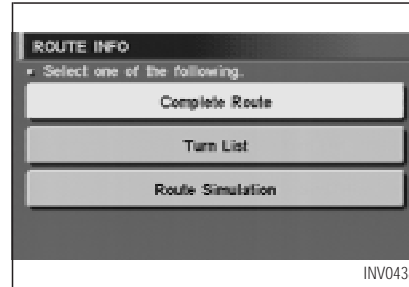 ROUTE INFO
Select one of the following.
Complete Route
Turn List
Route Simulation
INV043